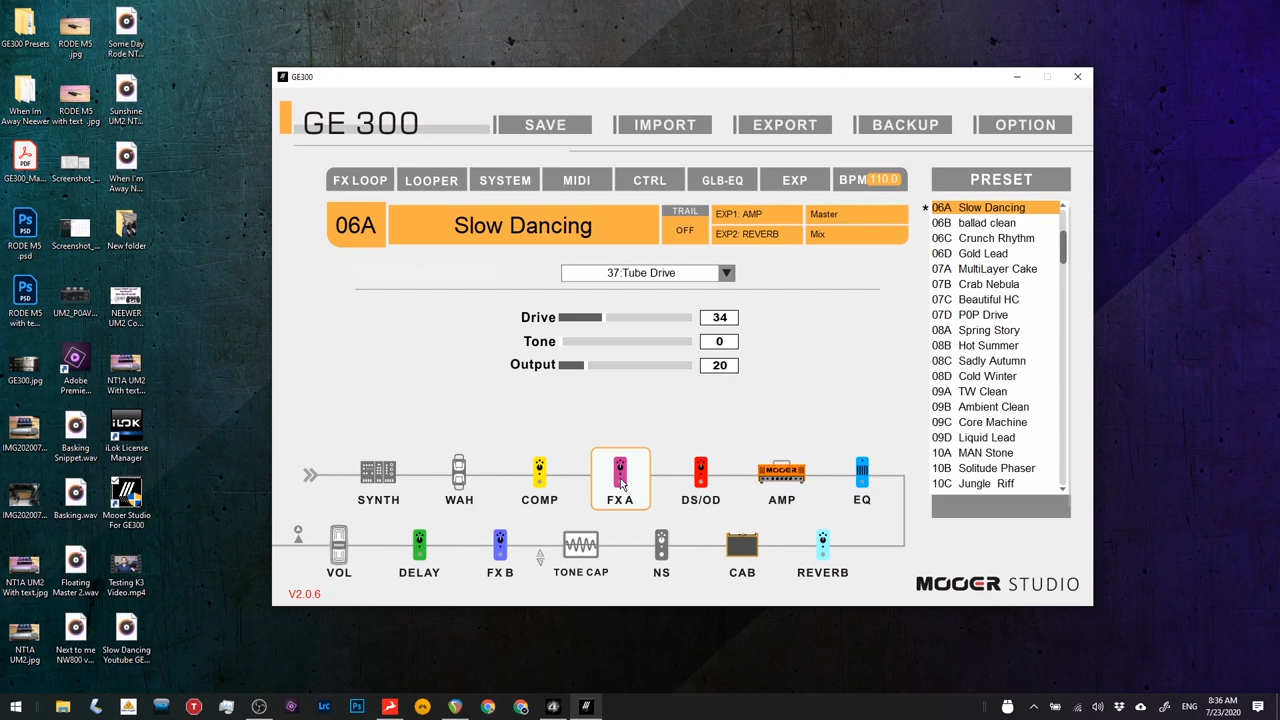 GE300 Presets
RODE M5 .jpg
Some Day Rode NT...
When Im Away Neewer
RODE M5 with text .jpg
Sunshine UM2 NT...
GE300_Ma...
Screenshot_...
When I'm Away N...
RODE M5 .psd
Screenshot_...
New folder
RODE M5 with te...
UM2_P0AV...
NEEWER UM2 Co...
GE300.jpg
Adobe Premie...
NT1A UM2 With text...
IMG202007...
Basking Snippet.wav
iLok License Manager
IMG202007...
Basking.wav
Mooer Studio For GE300
NT1A UM2 With text.jpg
Floating Master 2.wav
Testing K3 Video.mp4
NT1A UM2.jpg
Next to me NW800 v...
Slow Dancing Youtube GE...
GE300
GE 300
SAVE
IMPORT
EXPORT
BACKUP
OPTION
FX LOOP
LOOPER
SYSTEM
MIDI
CTRL
GLB-EQ
EXP
BPM 110.0
PRESET
06A
Slow Dancing
TRAIL
OFF
EXP1: AMP
Master
EXP2: REVERB
Mix
37:Tube Drive
Drive 34
Tone 0
Output 20
* 06A Slow Dancing
06B ballad clean
06C Crunch Rhythm
06D Gold Lead
07A MultiLayer Cake
07B Crab Nebula
07C Beautiful HC
07D P0P Drive
08A Spring Story
08B Hot Summer
08C Sadly Autumn
08D Cold Winter
09A TW Clean
09B Ambient Clean
09C Core Machine
09D Liquid Lead
10A MAN Stone
10B Solitude Phaser
10C Jungle Riff
SYNTH
WAH
COMP
FX A
DS/OD
MOOER
AMP
EQ
VOL
DELAY
FX B
TONE CAP
NS
CAB
REVERB
V2.0.6
MOOER STUDIO
Lrc
Ps
ENG
8:36 AM
7/23/2020